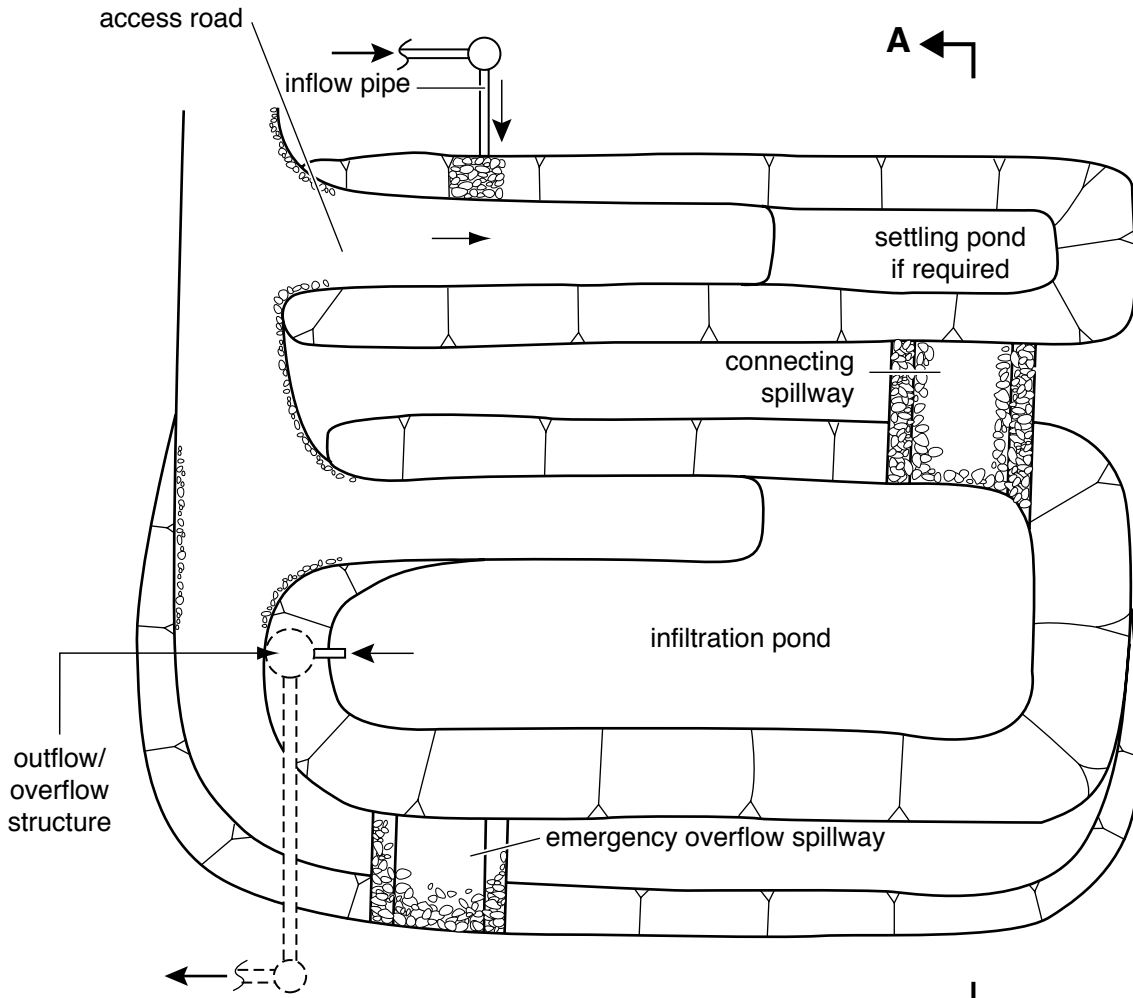 access road
inflow pipe
A
settling pond
if required
connecting
spillway
infiltration pond
outflow/
overflow
structure
emergency overflow spillway